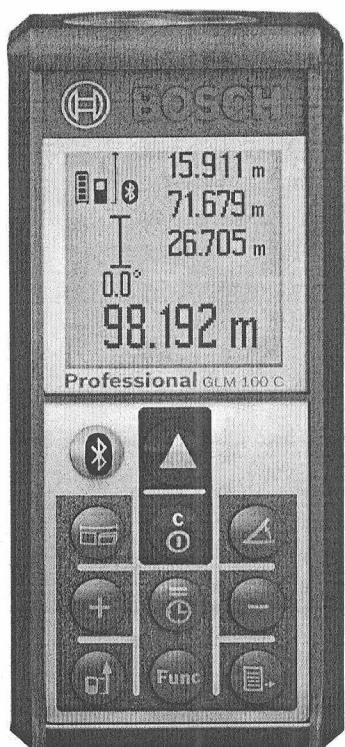 BOSCH
15.911 m
71.679 m
26.705 m
0.0°
98.192 m
Professional GLM 100 C
C
+
−
Func